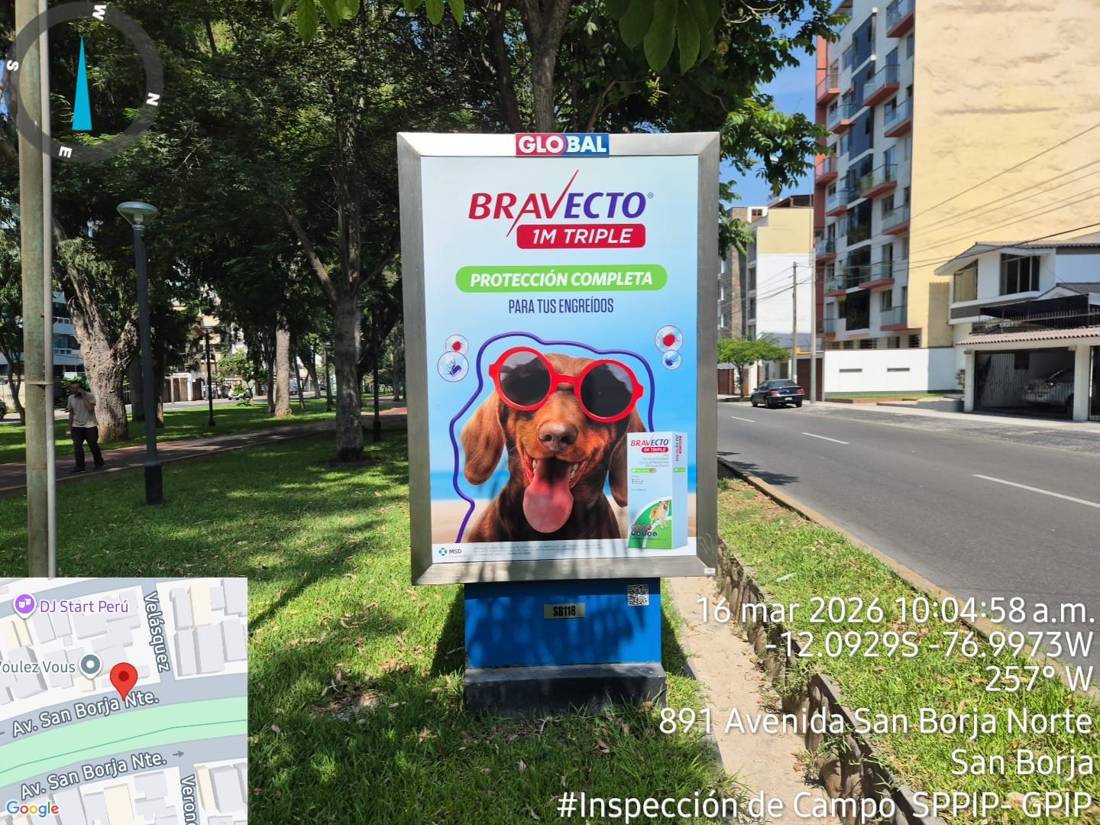 W
S
N
E
GLOBAL
BRAVECTO®
1M TRIPLE
PROTECCIÓN COMPLETA
PARA TUS ENGREÍDOS
BRAVECTO
1M TRIPLE
MSD
SB116
DJ Start Perú
Velásquez
Voulez Vous
Av. San Borja Nte.
Av. San Borja Nte.
Google
16 mar 2026 10:04:58 a.m.
-12.0929S -76.9973W
257° W
891 Avenida San Borja Norte
San Borja
#Inspección de Campo SPPIP- GPIP